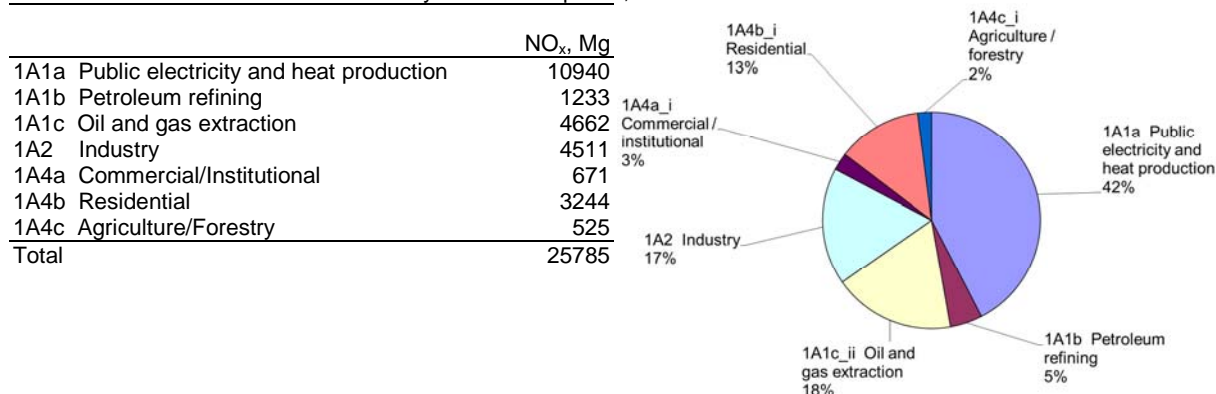 NOₓ, Mg
1A1a Public electricity and heat production 10940
1A1b Petroleum refining 1233
1A1c Oil and gas extraction 4662
1A2 Industry 4511
1A4a Commercial/Institutional 671
1A4b Residential 3244
1A4c Agriculture/Forestry 525
Total 25785
1A4b_i
Residential
13%
1A4c_i
Agriculture /
forestry
2%
1A4a_i
Commercial /
institutional
3%
1A1a Public
electricity and
heat production
42%
1A2 Industry
17%
1A1c_ii Oil and
gas extraction
18%
1A1b Petroleum
refining
5%